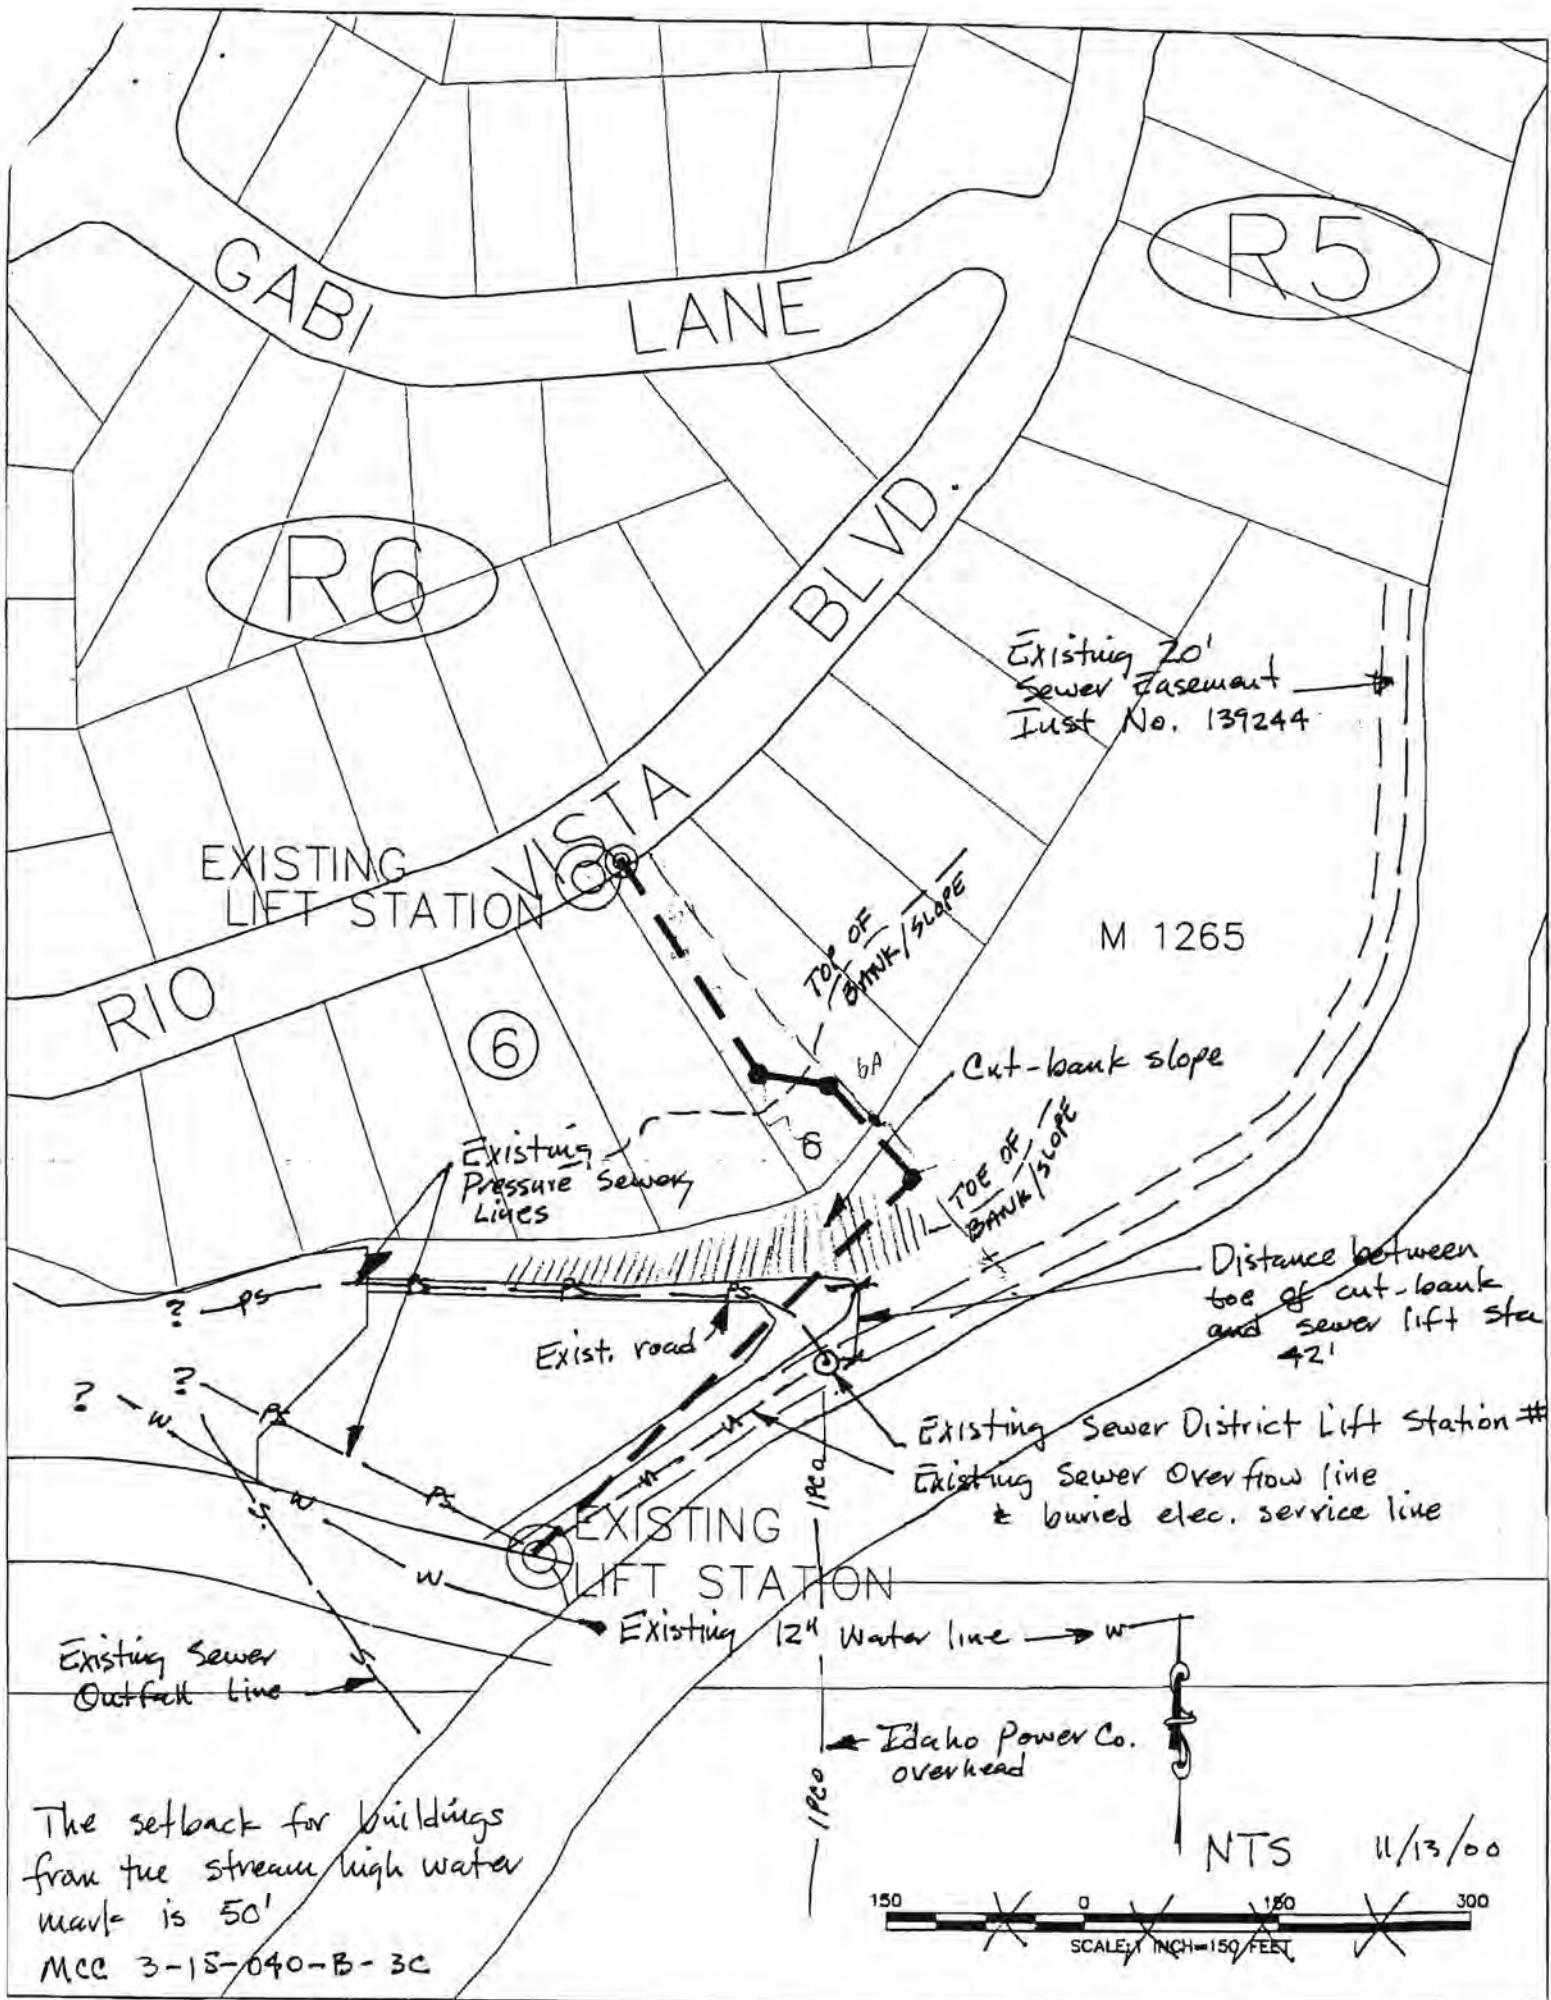 R5
GABI
LANE
R6
BLVD.
Existing 20'
Sewer Easement
Inst No. 139244
VISTA
EXISTING
LIFT STATION
RIO
TOP OF
BANK/SLOPE
M 1265
6
6A
Cut-bank slope
6
TOE OF
BANK/SLOPE
Existing
Pressure Sewer
Lines
Distance between
toe of cut-bank
and sewer lift sta
42'
? PS
PS
PS
PS
Exist. road
?
?
W
PS
PS
W
W
S
S
S
S
Existing Sewer District Lift Station #
Existing Sewer Overflow line
& buried elec. service line
IPCO
EXISTING
LIFT STATION
Existing 12" Water line
W
Existing Sewer
Outfall Line
Idaho Power Co.
overhead
IPCO
The setback for buildings
from the stream high water
mark is 50'
MCC 3-15-040-B-3C
NTS 11/13/00
150 0 150 300
SCALE:1 INCH=150 FEET